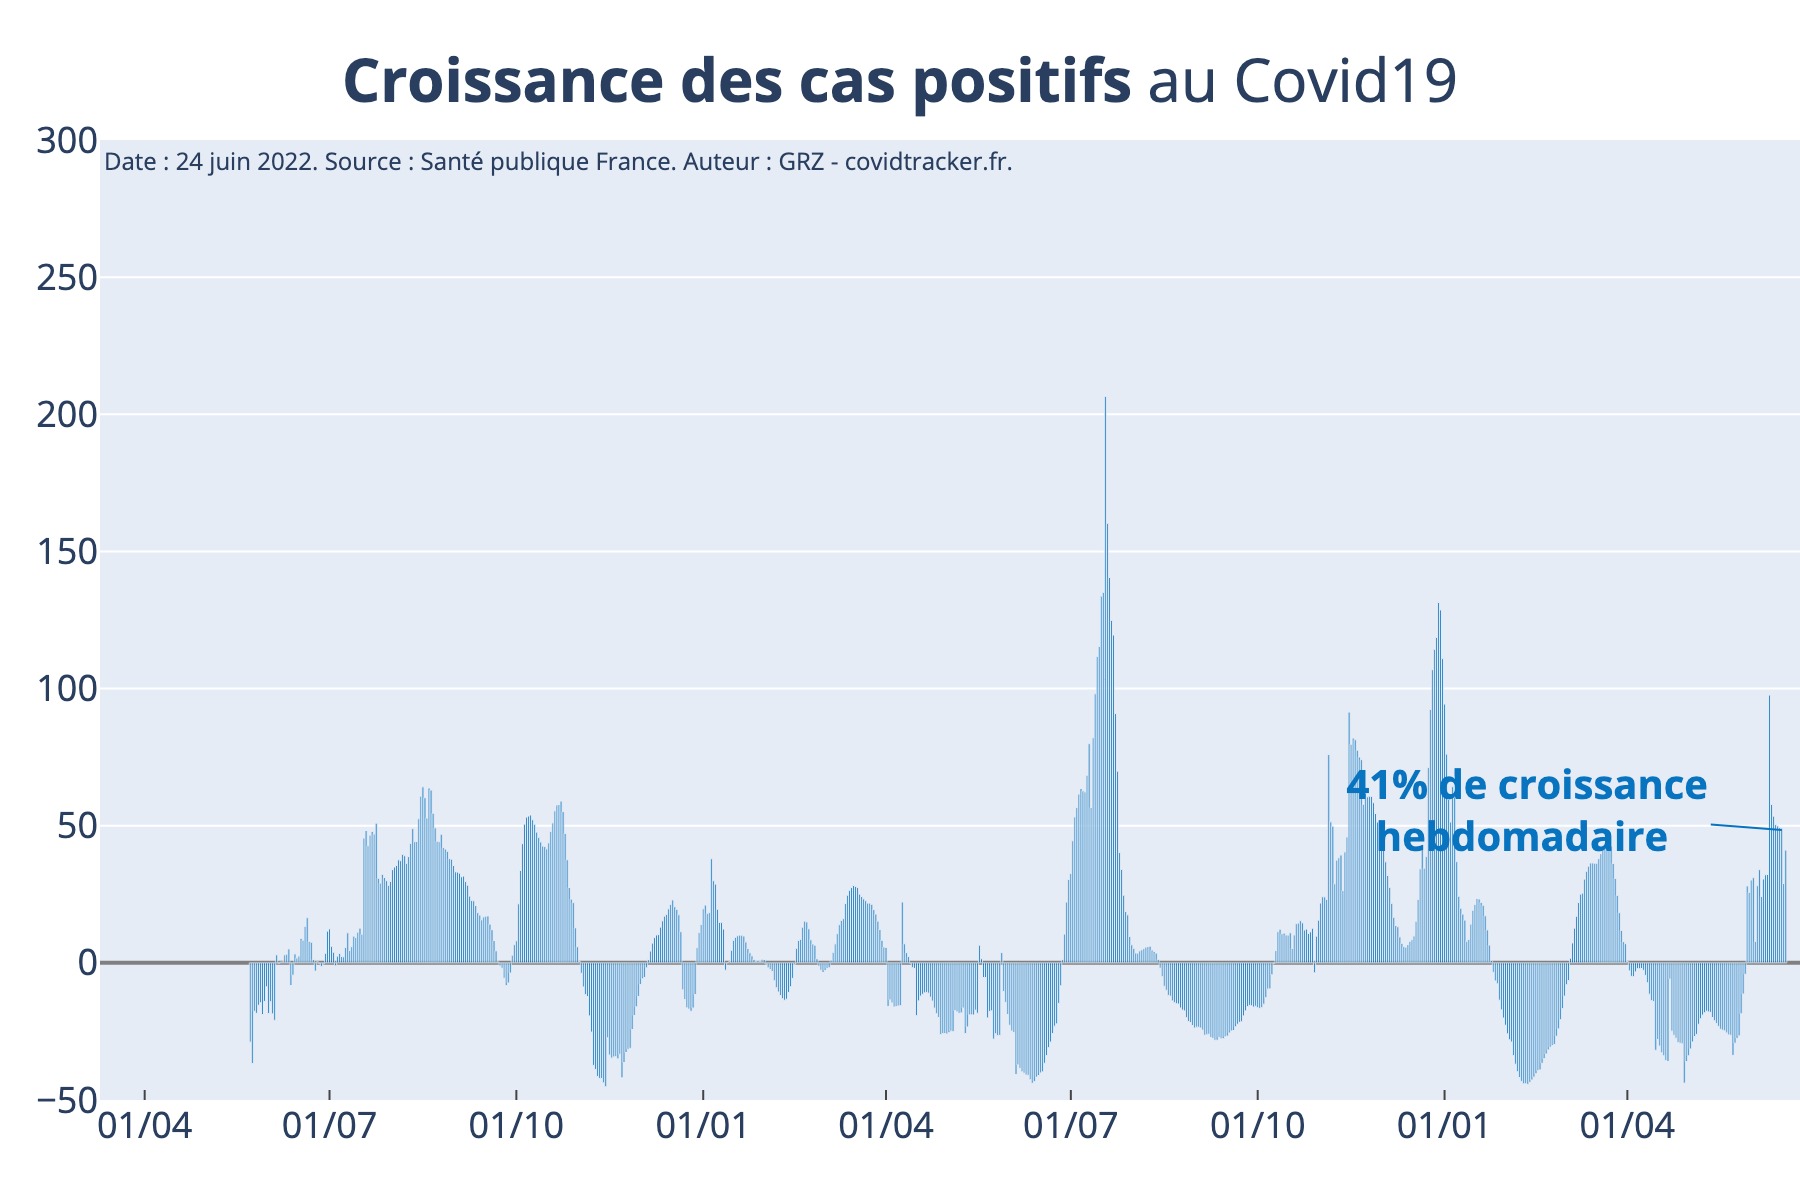 Croissance des cas positifs au Covid19
300
Date : 24 juin 2022. Source : Santé publique France. Auteur : GRZ - covidtracker.fr.
250
200
150
100
41% de croissance
hebdomadaire
50
0
−50
01/04 01/07 01/10 01/01 01/04 01/07 01/10 01/01 01/04